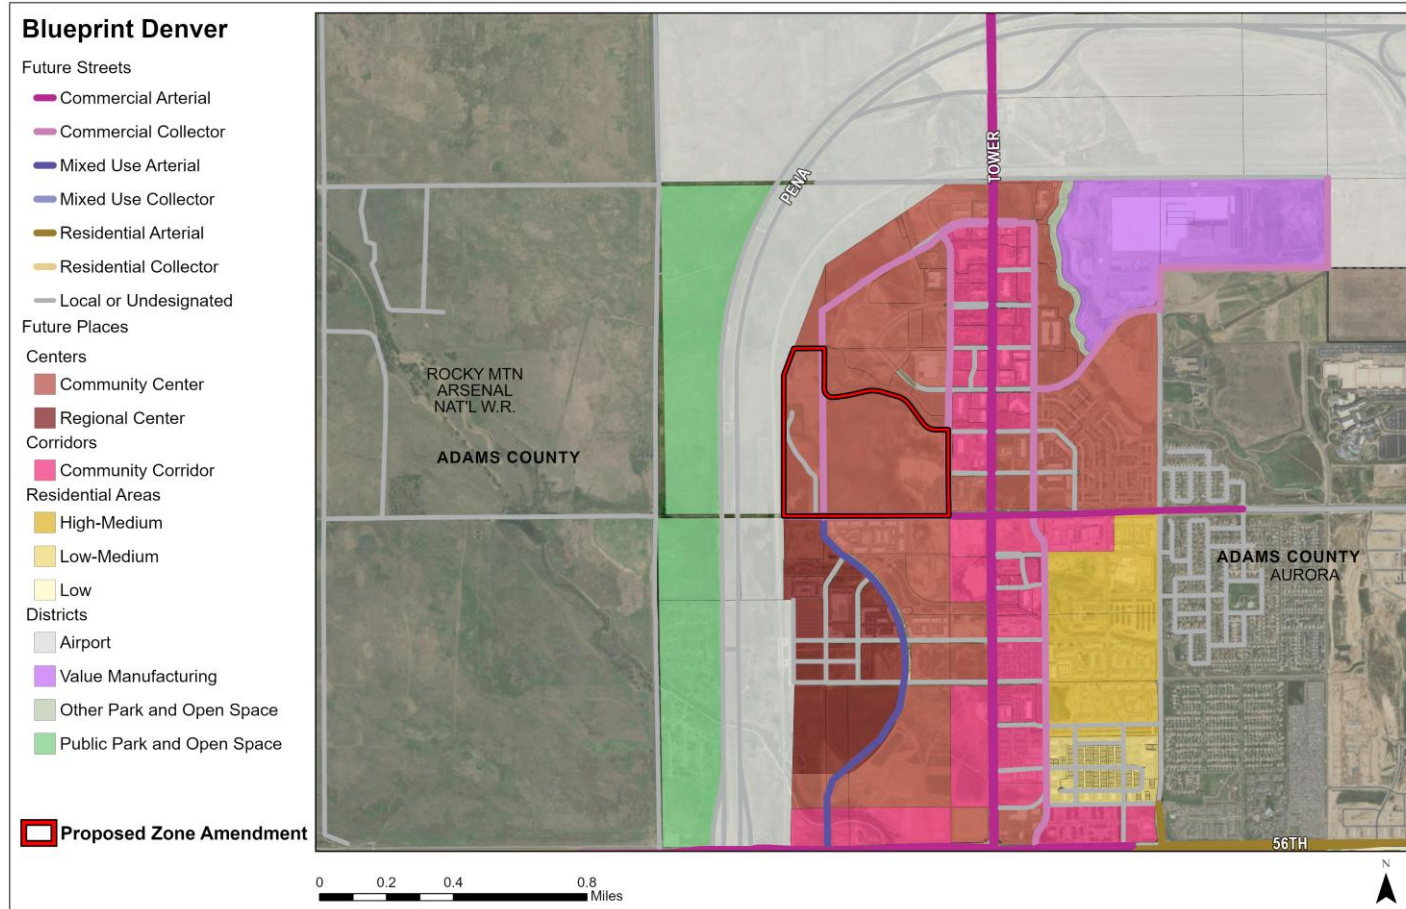 Blueprint Denver
Future Streets
Commercial Arterial
Commercial Collector
Mixed Use Arterial
Mixed Use Collector
Residential Arterial
Residential Collector
Local or Undesignated
Future Places
Centers
Community Center
Regional Center
Corridors
Community Corridor
Residential Areas
High-Medium
Low-Medium
Low
Districts
Airport
Value Manufacturing
Other Park and Open Space
Public Park and Open Space
Proposed Zone Amendment
PENA
TOWER
ROCKY MTN
ARSENAL
NAT'L W.R.
ADAMS COUNTY
ADAMS COUNTY
AURORA
56TH
0 0.2 0.4 0.8
Miles
N